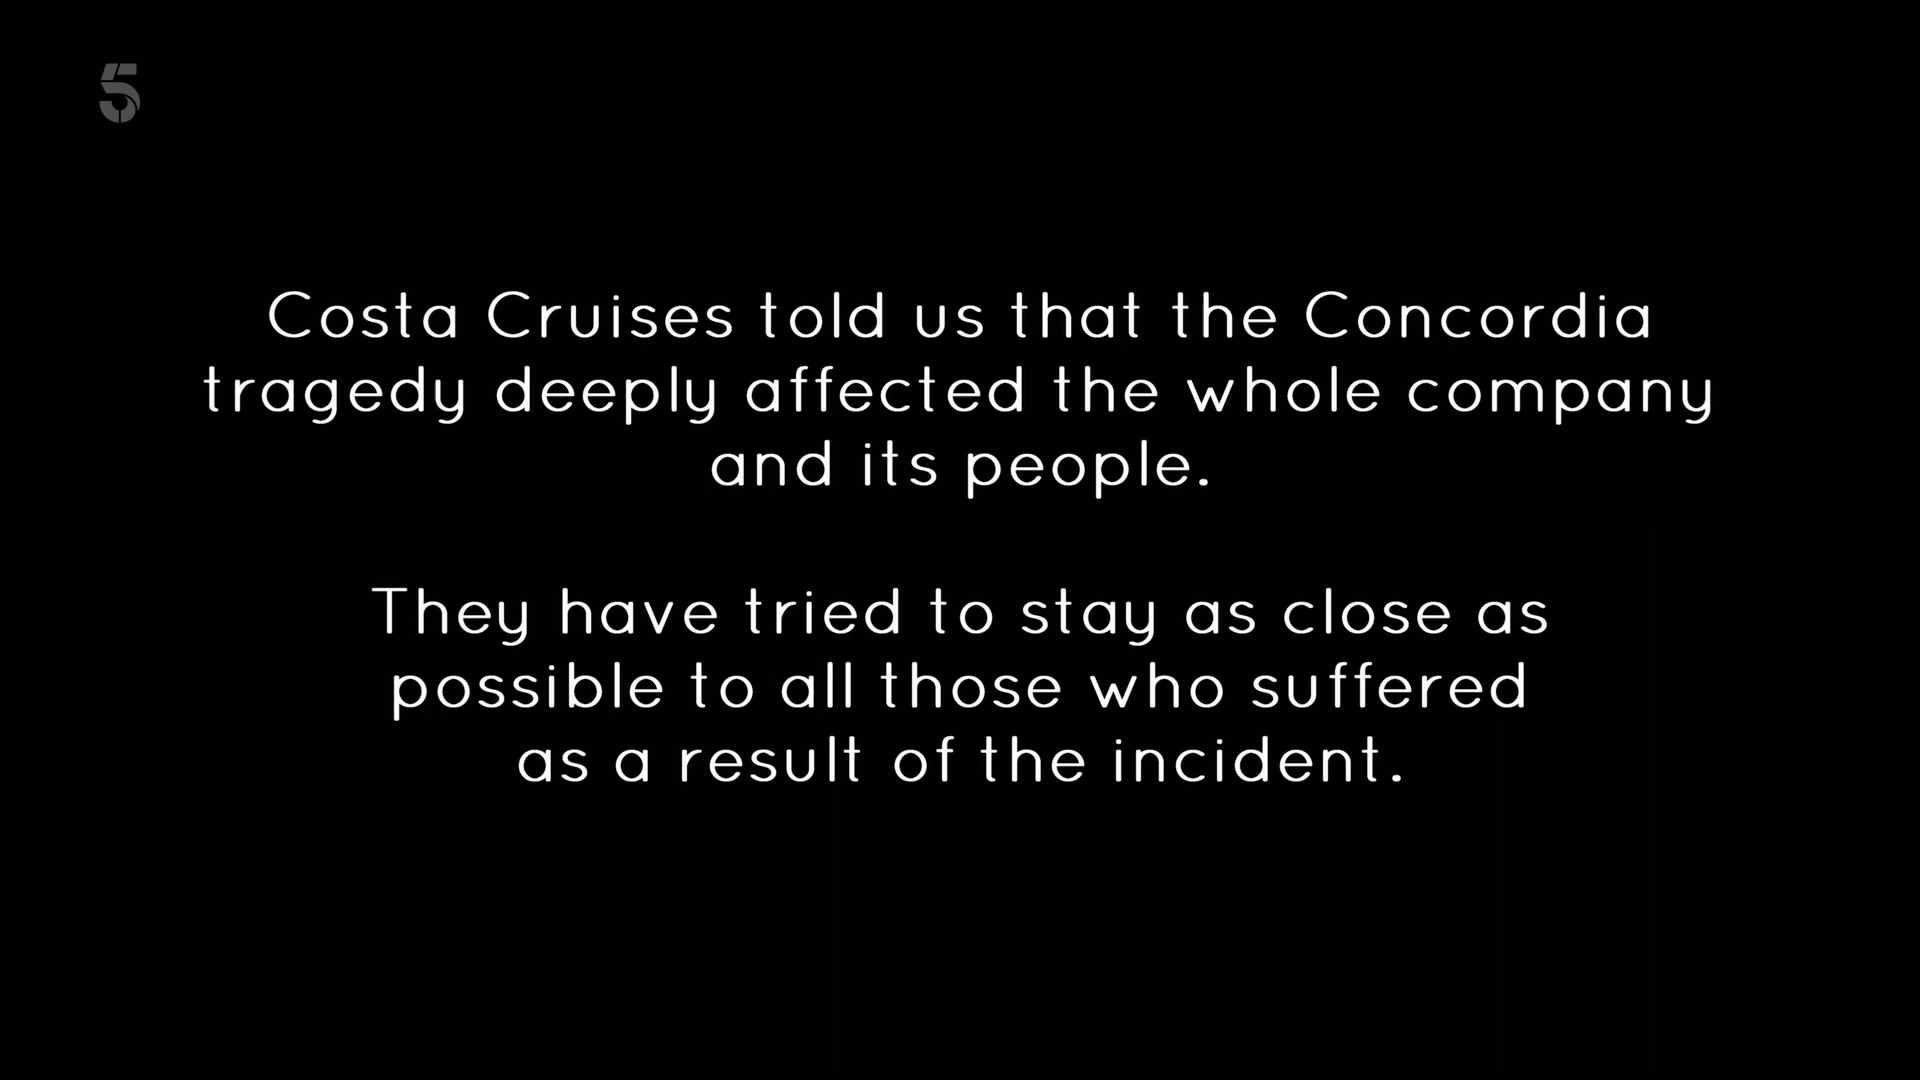 5
Costa Cruises told us that the Concordia
tragedy deeply affected the whole company
and its people.
They have tried to stay as close as
possible to all those who suffered
as a result of the incident.